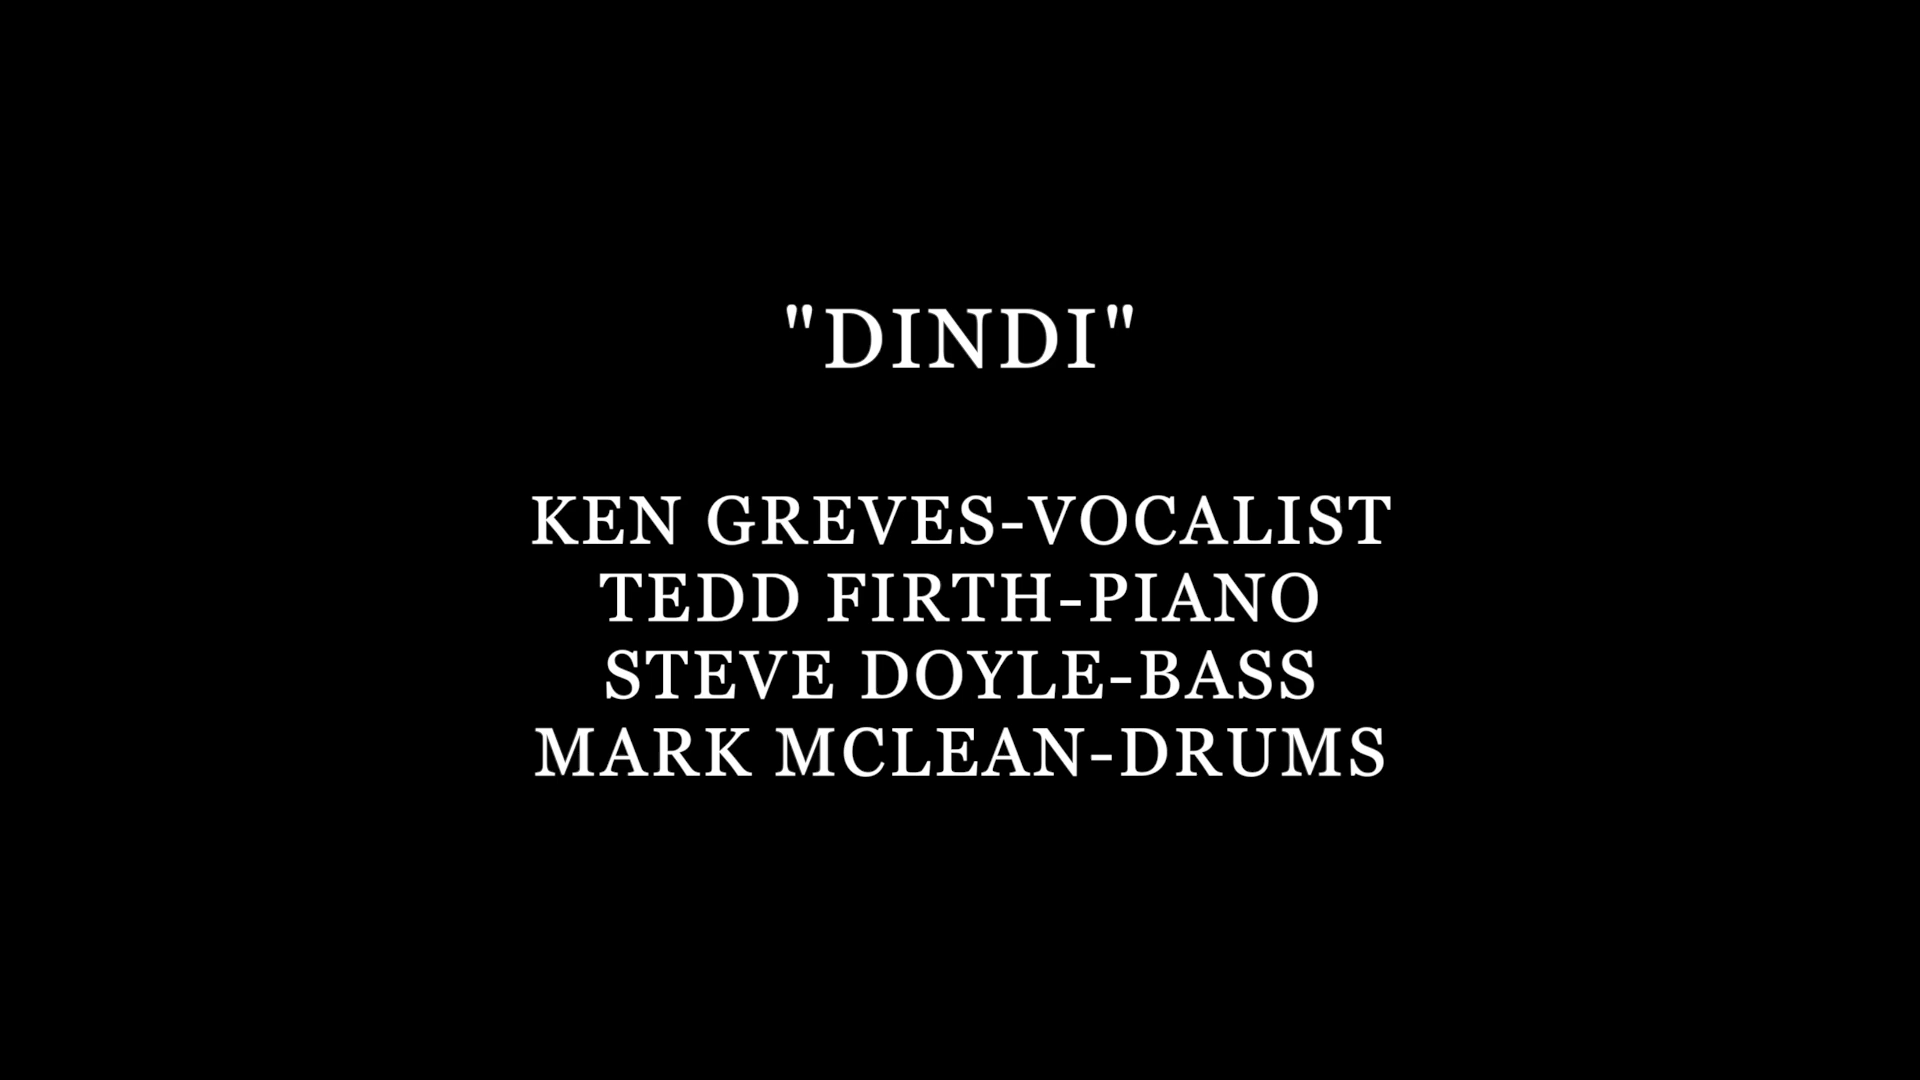 "DINDI"
KEN GREVES-VOCALIST
TEDD FIRTH-PIANO
STEVE DOYLE-BASS
MARK MCLEAN-DRUMS